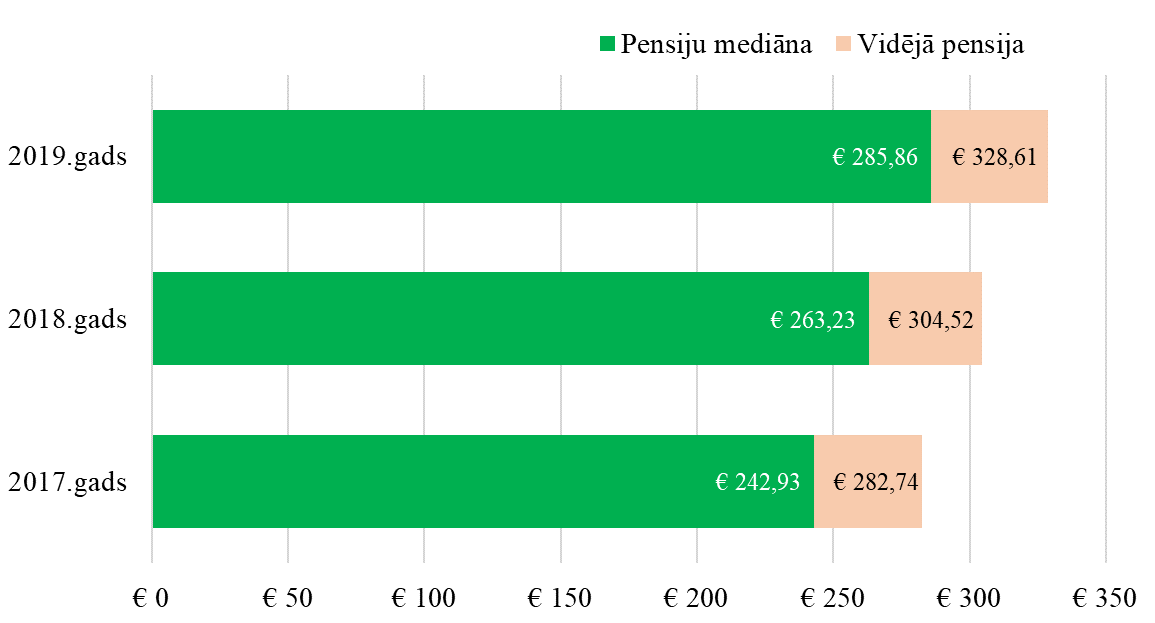 Pensiju mediāna Vidējā pensija
2019.gads € 285,86 € 328,61
2018.gads € 263,23 € 304,52
2017.gads € 242,93 € 282,74
€ 0 € 50 € 100 € 150 € 200 € 250 € 300 € 350